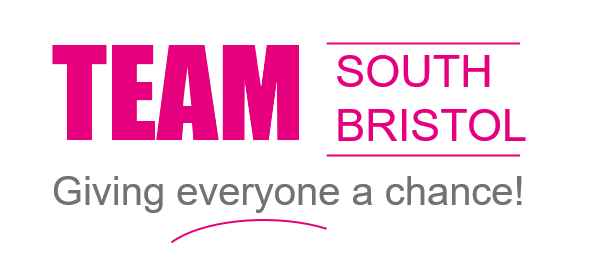 TEAM
SOUTH
BRISTOL
Giving everyone a chance!